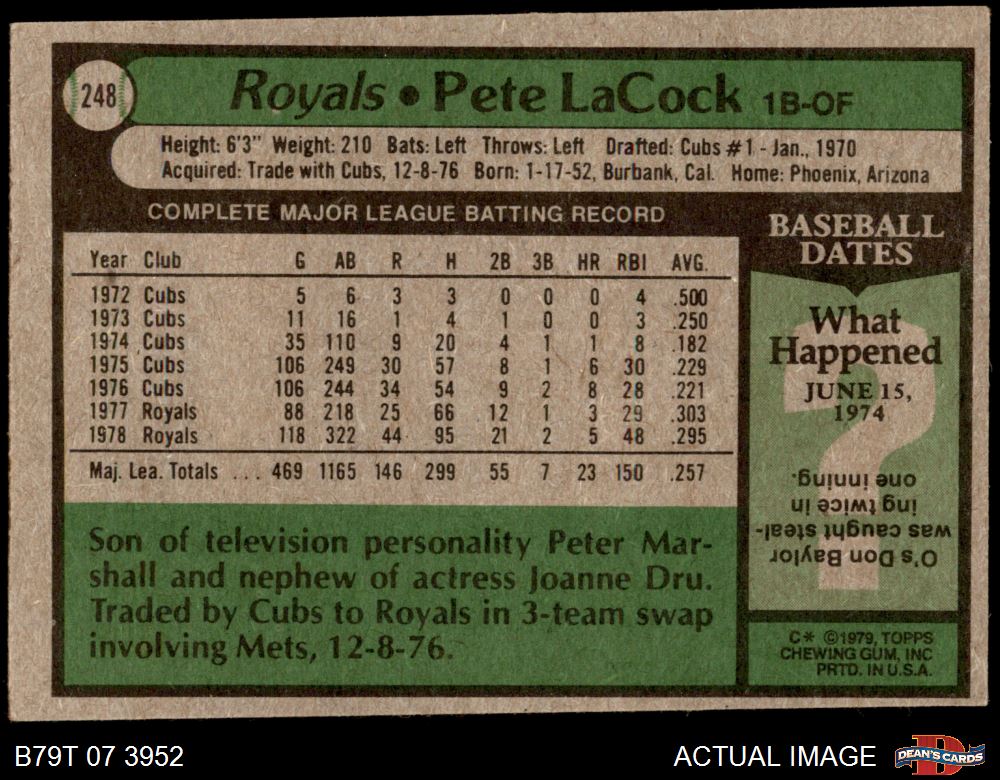 248
Royals • Pete LaCock 1B-OF
Height: 6'3" Weight: 210 Bats: Left Throws: Left Drafted: Cubs #1 - Jan., 1970
Acquired: Trade with Cubs, 12-8-76 Born: 1-17-52, Burbank, Cal. Home: Phoenix, Arizona
COMPLETE MAJOR LEAGUE BATTING RECORD
Year Club G AB R H 2B 3B HR RBI AVG.
1972 Cubs 5 6 3 3 0 0 0 4 .500
1973 Cubs 11 16 1 4 1 0 0 3 .250
1974 Cubs 35 110 9 20 4 1 1 8 .182
1975 Cubs 106 249 30 57 8 1 6 30 .229
1976 Cubs 106 244 34 54 9 2 8 28 .221
1977 Royals 88 218 25 66 12 1 3 29 .303
1978 Royals 118 322 44 95 21 2 5 48 .295
Maj. Lea. Totals ... 469 1165 146 299 55 7 23 150 .257
Son of television personality Peter Mar-
shall and nephew of actress Joanne Dru.
Traded by Cubs to Royals in 3-team swap
involving Mets, 12-8-76.
BASEBALL
DATES
What
Happened
JUNE 15,
1974
O's Don Baylor
was caught steal-
ing twice in
one inning.
C* ©1979, TOPPS
CHEWING GUM, INC
PRTD. IN U.S.A.
B79T 07 3952
ACTUAL IMAGE
DEAN'S CARDS